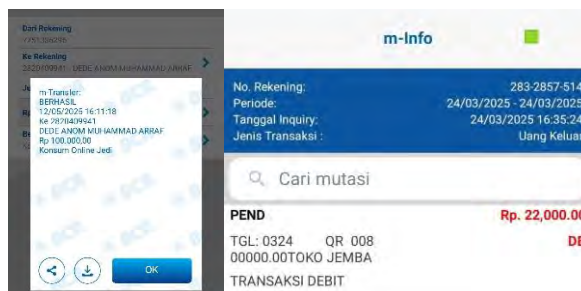 Dari Rekening
Ke Rekening
2820409941 - DEDE ANOM MUHAMMAD ARRAF
m-Transfer:
BERHASIL
12/05/2025 16:11:18
Ke 2820409941
DEDE ANOM MUHAMMAD ARRAF
Rp 100.000,00
Konsum Online Jedi
OK
m-Info
No. Rekening: 283-2857-514
Periode: 24/03/2025 - 24/03/2025
Tanggal Inquiry: 24/03/2025 16:35:24
Jenis Transaksi : Uang Keluar
Cari mutasi
PEND Rp. 22,000.00
TGL: 0324 QR 008 DB
00000.00TOKO JEMBA
TRANSAKSI DEBIT